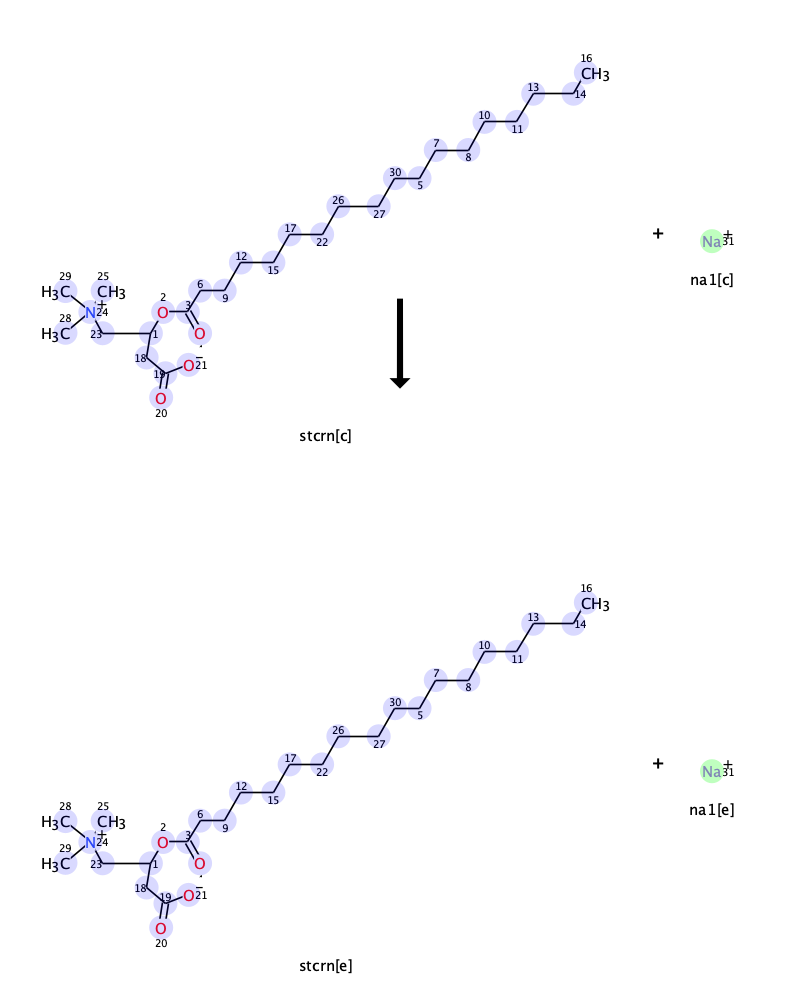 16
CH3
13
14
10
11
7
8
30
5
26
27
17
22
+
Na+
31
na1[c]
12
15
29
25
2
6
H3C
CH3
3
9
N+
24
O
28
H3C
23
1
O
18
19
O-
21
O
20
stcrn[c]
16
CH3
13
14
10
11
7
8
30
5
26
27
17
22
+
Na+
31
na1[e]
12
15
28
25
2
6
H3C
CH3
3
9
N+
24
O
29
H3C
23
1
O
18
19
O-
21
O
20
stcrn[e]